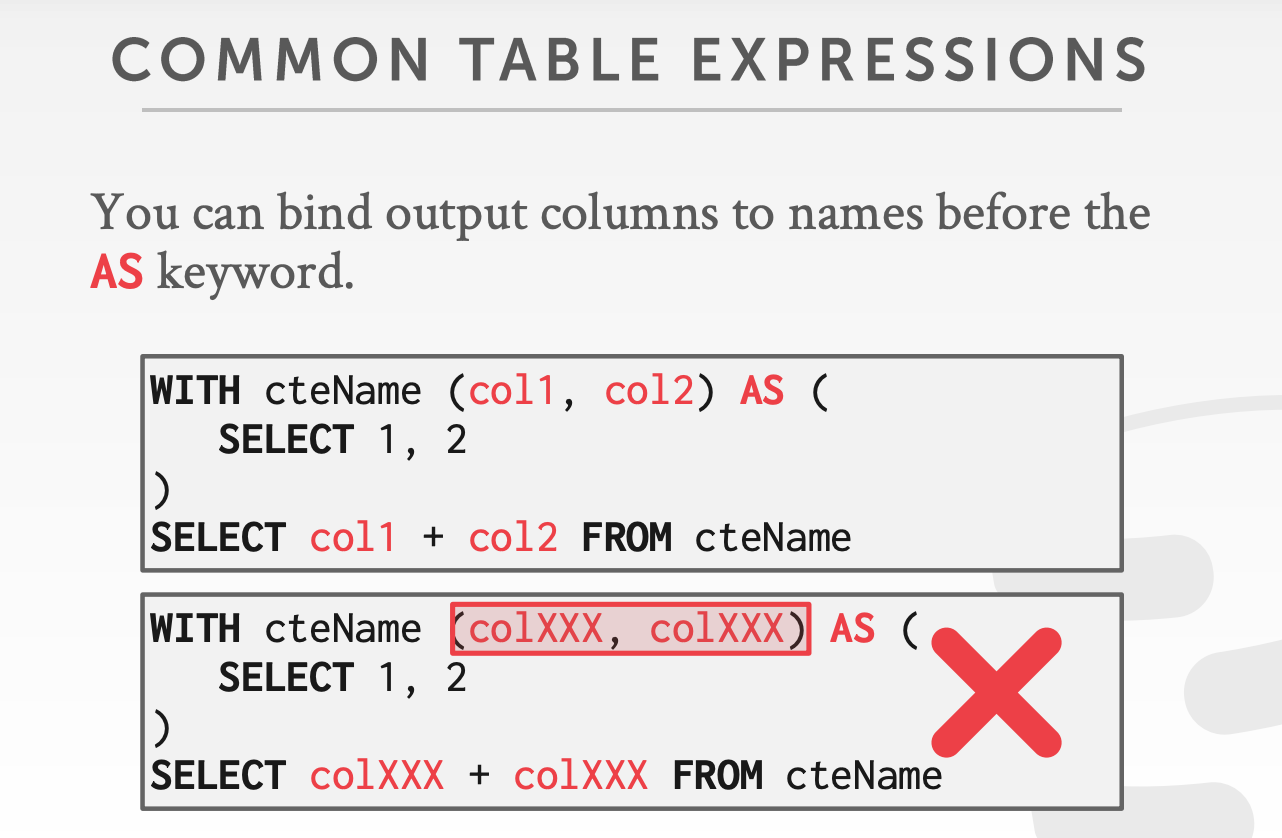 COMMON TABLE EXPRESSIONS
You can bind output columns to names before the
AS keyword.
WITH cteName (col1, col2) AS (
SELECT 1, 2
)
SELECT col1 + col2 FROM cteName
WITH cteName (colXXX, colXXX) AS (
SELECT 1, 2
)
SELECT colXXX + colXXX FROM cteName